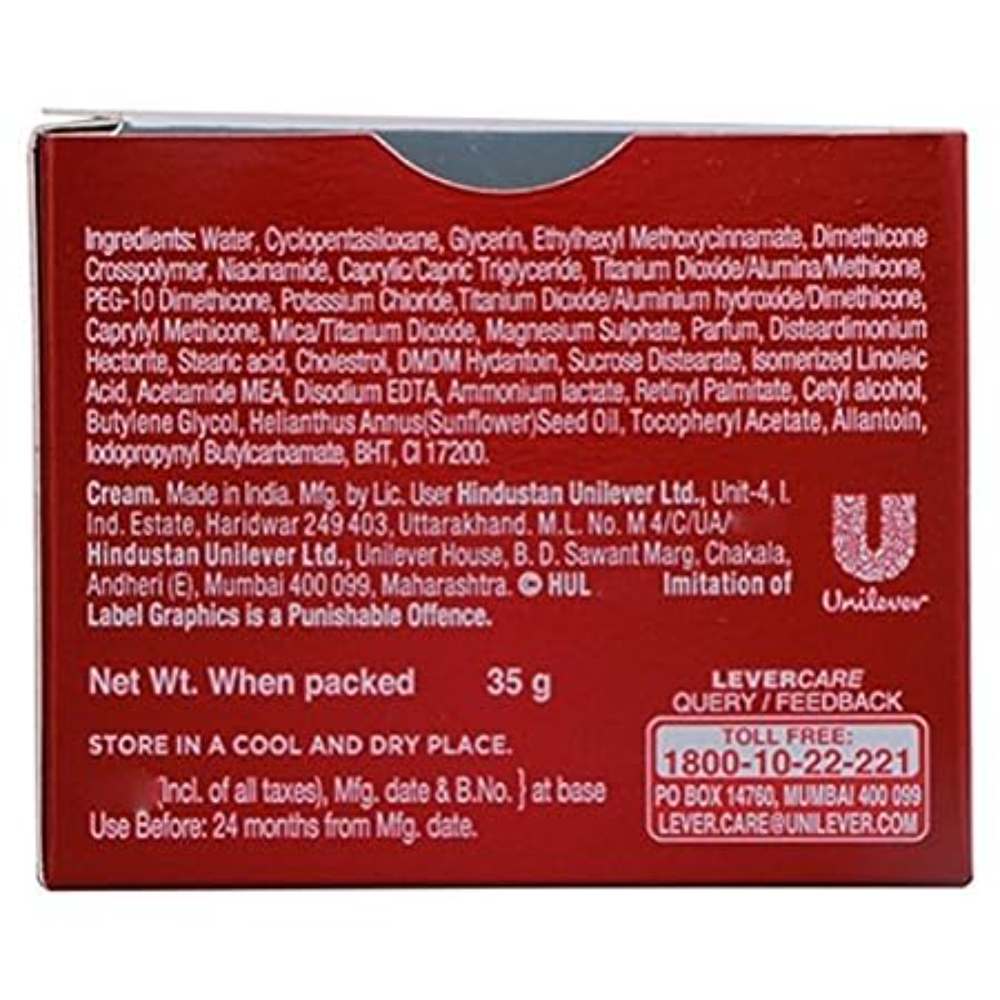 Ingredients: Water, Cyclopentasiloxane, Glycerin, Ethylhexyl Methoxycinnamate, Dimethicone
Crosspolymer, Niacinamide, Caprylic/Capric Triglyceride, Titanium Dioxide/Alumina/Methicone,
PEG-10 Dimethicone, Potassium Chloride, Titanium Dioxide/Aluminium hydroxide/Dimethicone,
Caprylyl Methicone, Mica/Titanium Dioxide, Magnesium Sulphate, Parfum, Disteardimonium
Hectorite, Stearic acid, Cholestrol, DMDM Hydantoin, Sucrose Distearate, Isomerized Linoleic
Acid, Acetamide MEA, Disodium EDTA, Ammonium lactate, Retinyl Palmitate, Cetyl alcohol,
Butylene Glycol, Helianthus Annus(Sunflower)Seed Oil, Tocopheryl Acetate, Allantoin,
Iodopropynyl Butylcarbamate, BHT, CI 17200.
Cream. Made in India. Mfg. by Lic. User Hindustan Unilever Ltd., Unit-4, I.
Ind. Estate, Haridwar 249 403, Uttarakhand. M.L. No. M 4/C/UA/
Hindustan Unilever Ltd., Unilever House, B. D. Sawant Marg, Chakala,
Andheri (E), Mumbai 400 099, Maharashtra. © HUL Imitation of
Label Graphics is a Punishable Offence.
Unilever
Net Wt. When packed 35 g
STORE IN A COOL AND DRY PLACE.
(Incl. of all taxes), Mfg. date & B.No. } at base
Use Before: 24 months from Mfg. date.
LEVERCARE
QUERY / FEEDBACK
TOLL FREE:
1800-10-22-221
PO BOX 14760, MUMBAI 400 099
LEVER.CARE@UNILEVER.COM